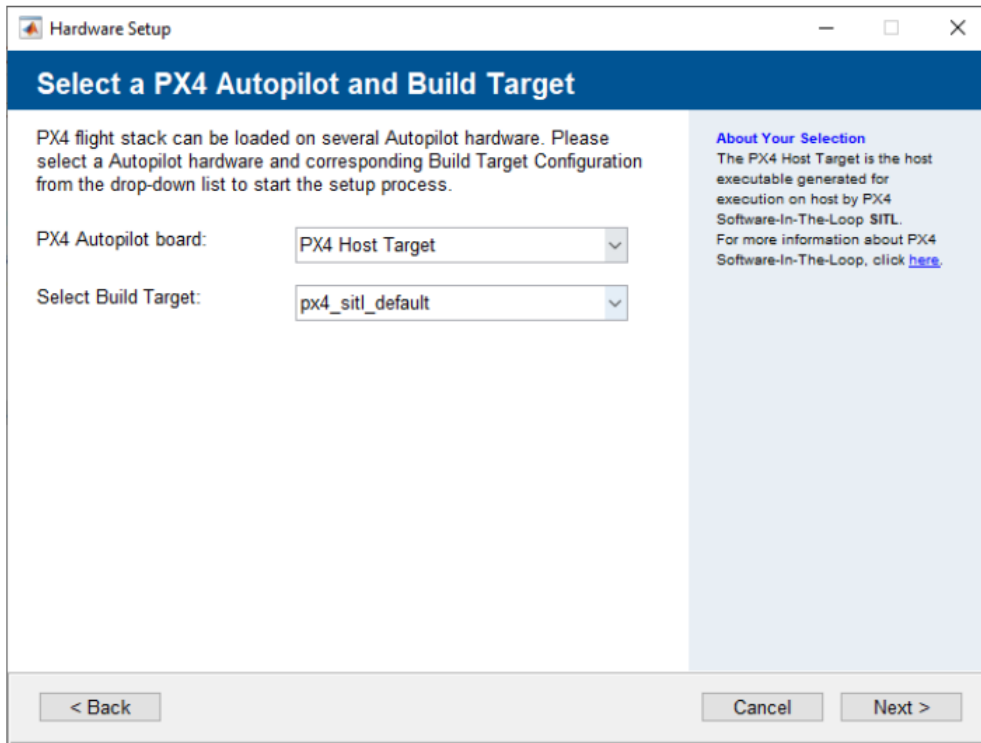 Hardware Setup
Select a PX4 Autopilot and Build Target
PX4 flight stack can be loaded on several Autopilot hardware. Please
select a Autopilot hardware and corresponding Build Target Configuration
from the drop-down list to start the setup process.
PX4 Autopilot board:
PX4 Host Target
Select Build Target:
px4_sitl_default
About Your Selection
The PX4 Host Target is the host
executable generated for
execution on host by PX4
Software-In-The-Loop SITL.
For more information about PX4
Software-In-The-Loop, click here.
< Back
Cancel
Next >